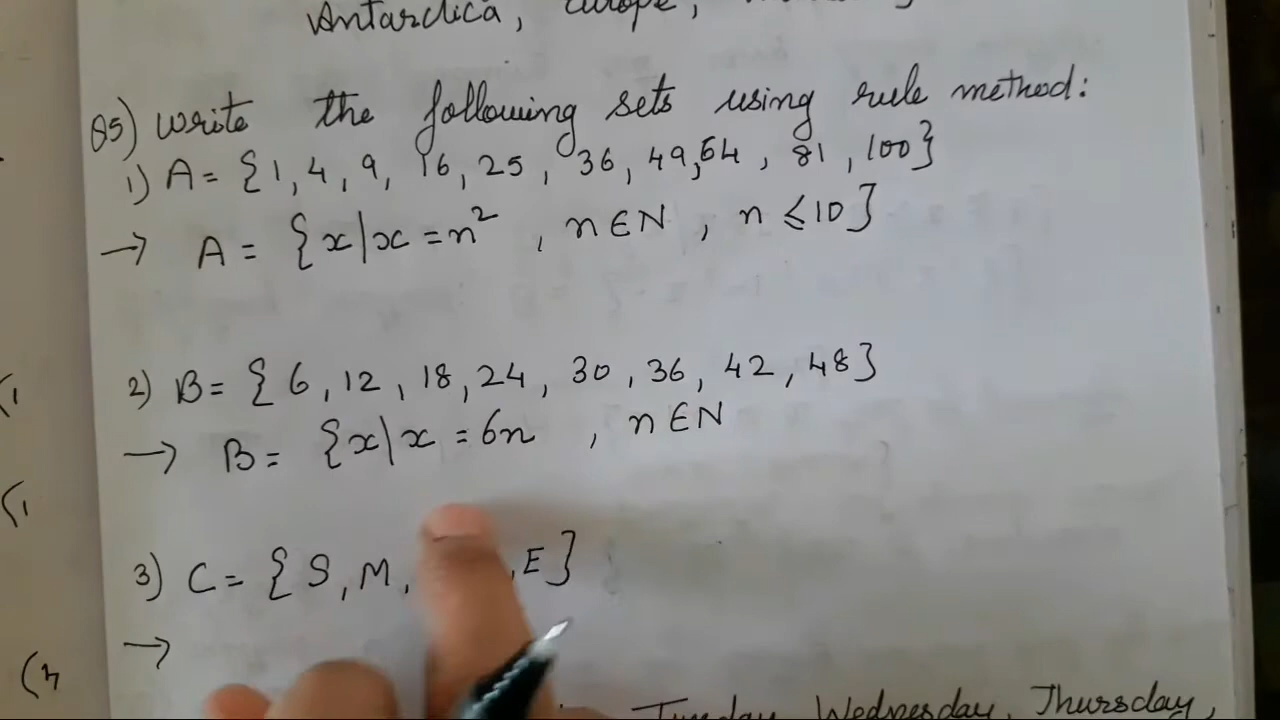 Antarctica, Europe,
Q5) Write the following sets using rule method:
1) A = {1, 4, 9, 16, 25, 36, 49, 64, 81, 100}
→ A = {x|x = n², n∈N, n ≤ 10}
2) B = {6, 12, 18, 24, 30, 36, 42, 48}
→ B = {x|x = 6n, n∈N
3) C = {S, M, , E}
→
Tuesday, Wednesday, Thursday,